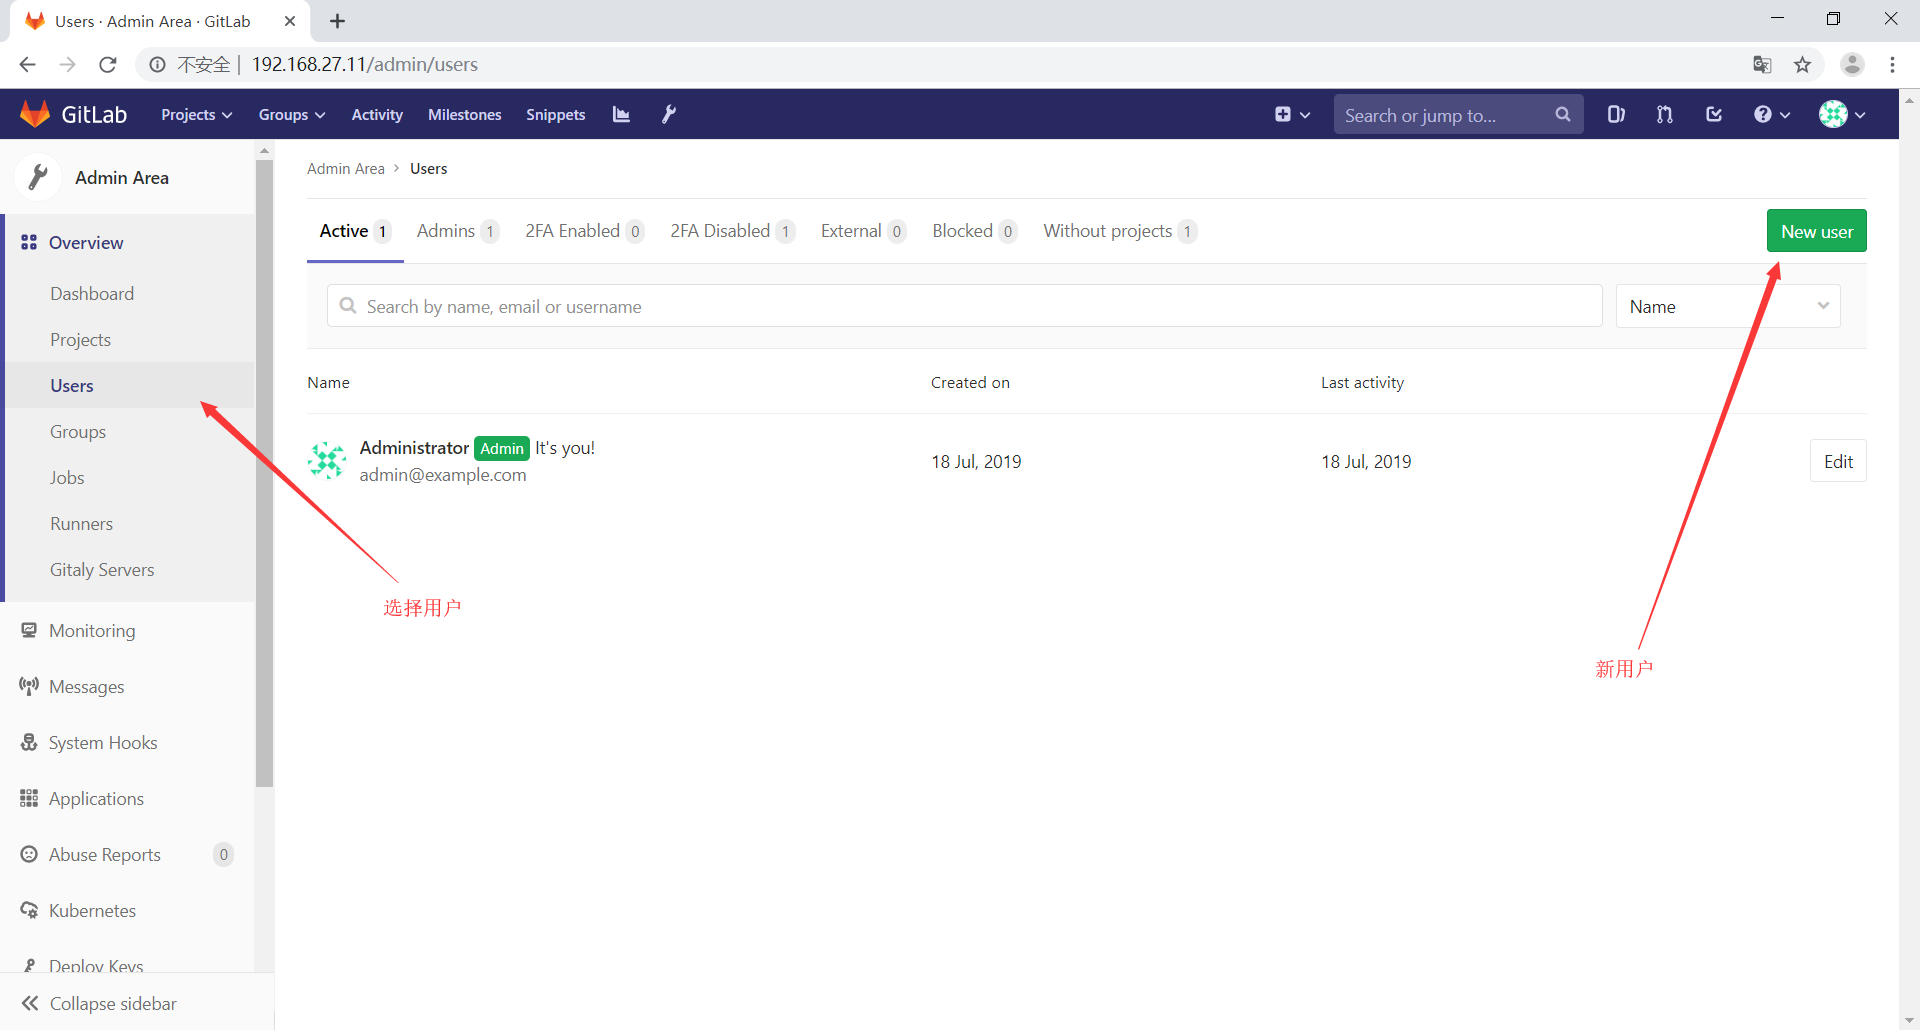 Users · Admin Area · GitLab
不安全 | 192.168.27.11/admin/users
GitLab Projects Groups Activity Milestones Snippets Search or jump to...
Admin Area
Overview
Dashboard
Projects
Users
Groups
Jobs
Runners
Gitaly Servers
Monitoring
Messages
System Hooks
Applications
Abuse Reports 0
Kubernetes
Deploy Keys
Collapse sidebar
Admin Area › Users
Active 1 Admins 1 2FA Enabled 0 2FA Disabled 1 External 0 Blocked 0 Without projects 1 New user
Search by name, email or username Name
Name Created on Last activity
Administrator Admin It's you!
admin@example.com
18 Jul, 2019 18 Jul, 2019 Edit
选择用户
新用户